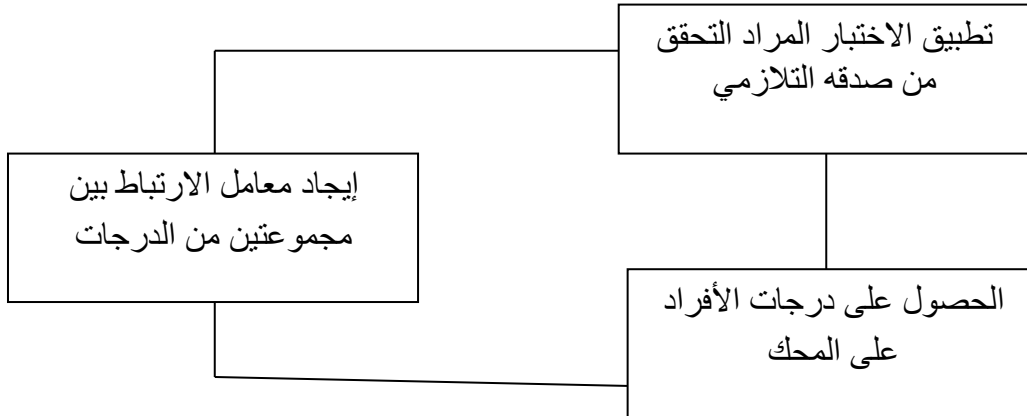 تطبيق الاختبار المراد التحقق
من صدقه التلازمي
إيجاد معامل الارتباط بين
مجموعتين من الدرجات
الحصول على درجات الأفراد
على المحك